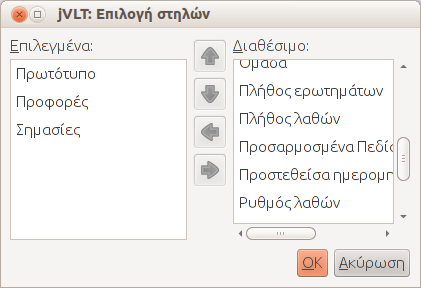 jVLT: Επιλογή στηλών
Επιλεγμένα:
Πρωτότυπο
Προφορές
Σημασίες
Διαθέσιμο:
Ομάδα
Πλήθος ερωτημάτων
Πλήθος λαθών
Προσαρμοσμένα Πεδί
Προστεθείσα ημερομη
Ρυθμός λαθών
OK
Ακύρωση